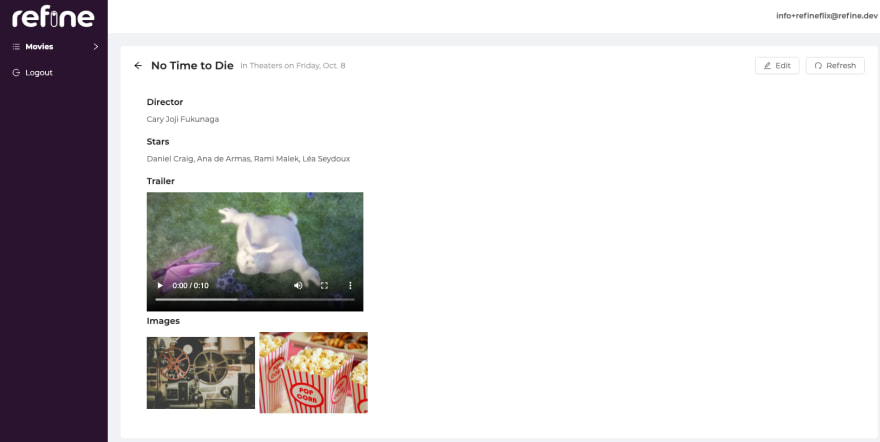 refine
info+refineflix@refine.dev
Movies
Logout
No Time to Die in Theaters on Friday, Oct. 8
Edit
Refresh
Director
Cary Joji Fukunaga
Stars
Daniel Craig, Ana de Armas, Rami Malek, Léa Seydoux
Trailer
0:00 / 0:10
Images
POP
CORN